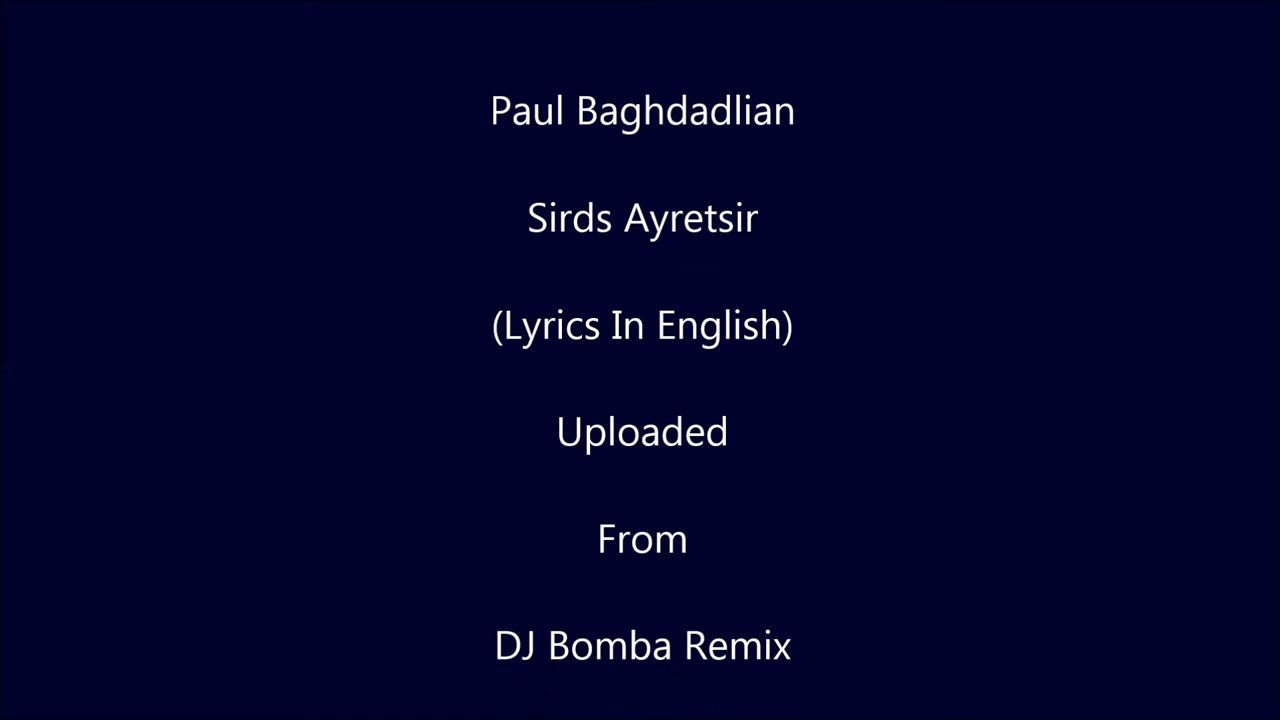 Paul Baghdadlian
Sirds Ayretsir
(Lyrics In English)
Uploaded
From
DJ Bomba Remix